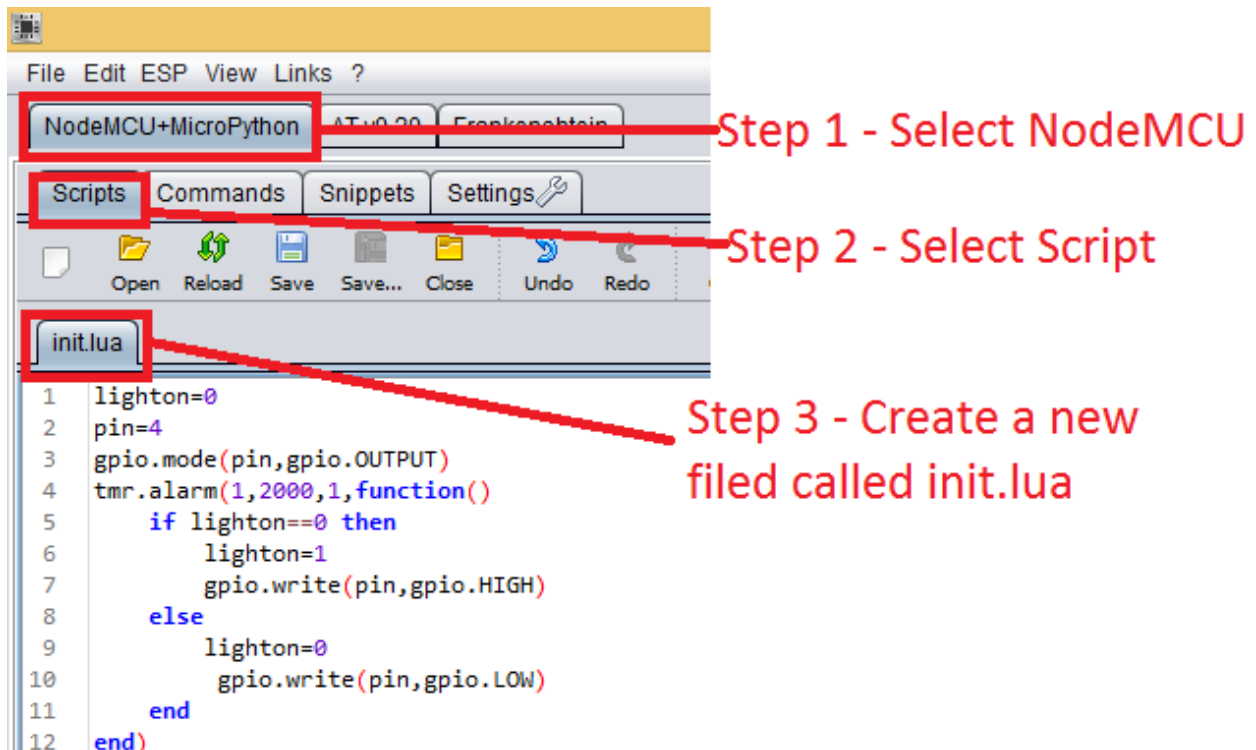 File Edit ESP View Links ?
NodeMCU+MicroPython AT v0.20 Frankenshtein
Step 1 - Select NodeMCU
Scripts Commands Snippets Settings
Step 2 - Select Script
Open Reload Save Save... Close Undo Redo
init.lua
Step 3 - Create a new
filed called init.lua
1 lighton=0
2 pin=4
3 gpio.mode(pin,gpio.OUTPUT)
4 tmr.alarm(1,2000,1,function()
5     if lighton==0 then
6         lighton=1
7         gpio.write(pin,gpio.HIGH)
8     else
9         lighton=0
10          gpio.write(pin,gpio.LOW)
11     end
12 end)